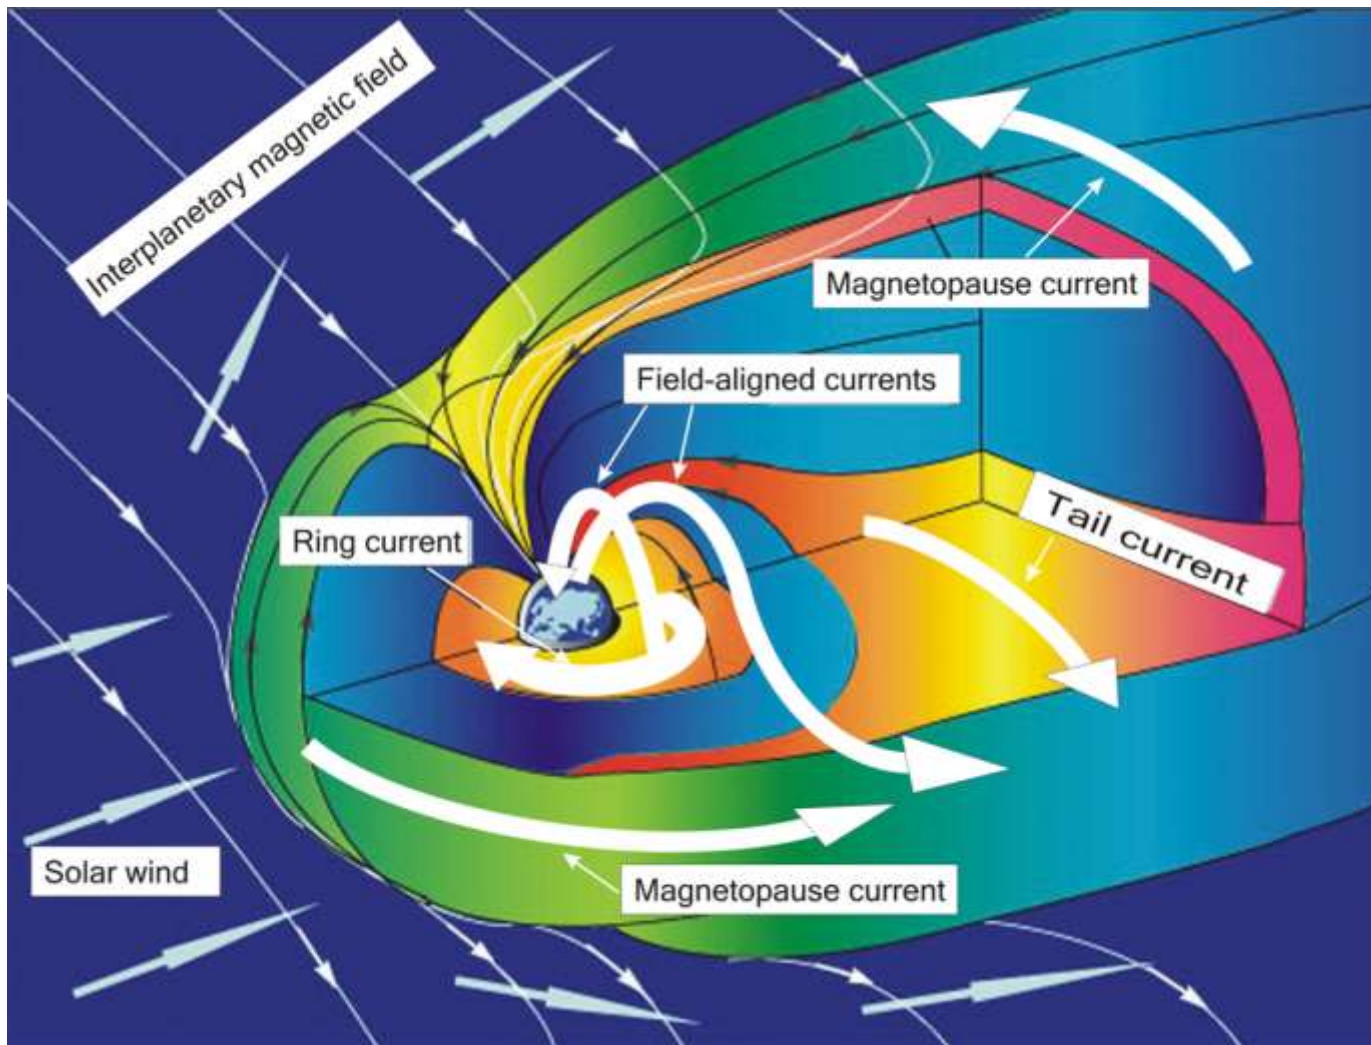 Interplanetary magnetic field
Magnetopause current
Field-aligned currents
Tail current
Ring current
Solar wind
Magnetopause current